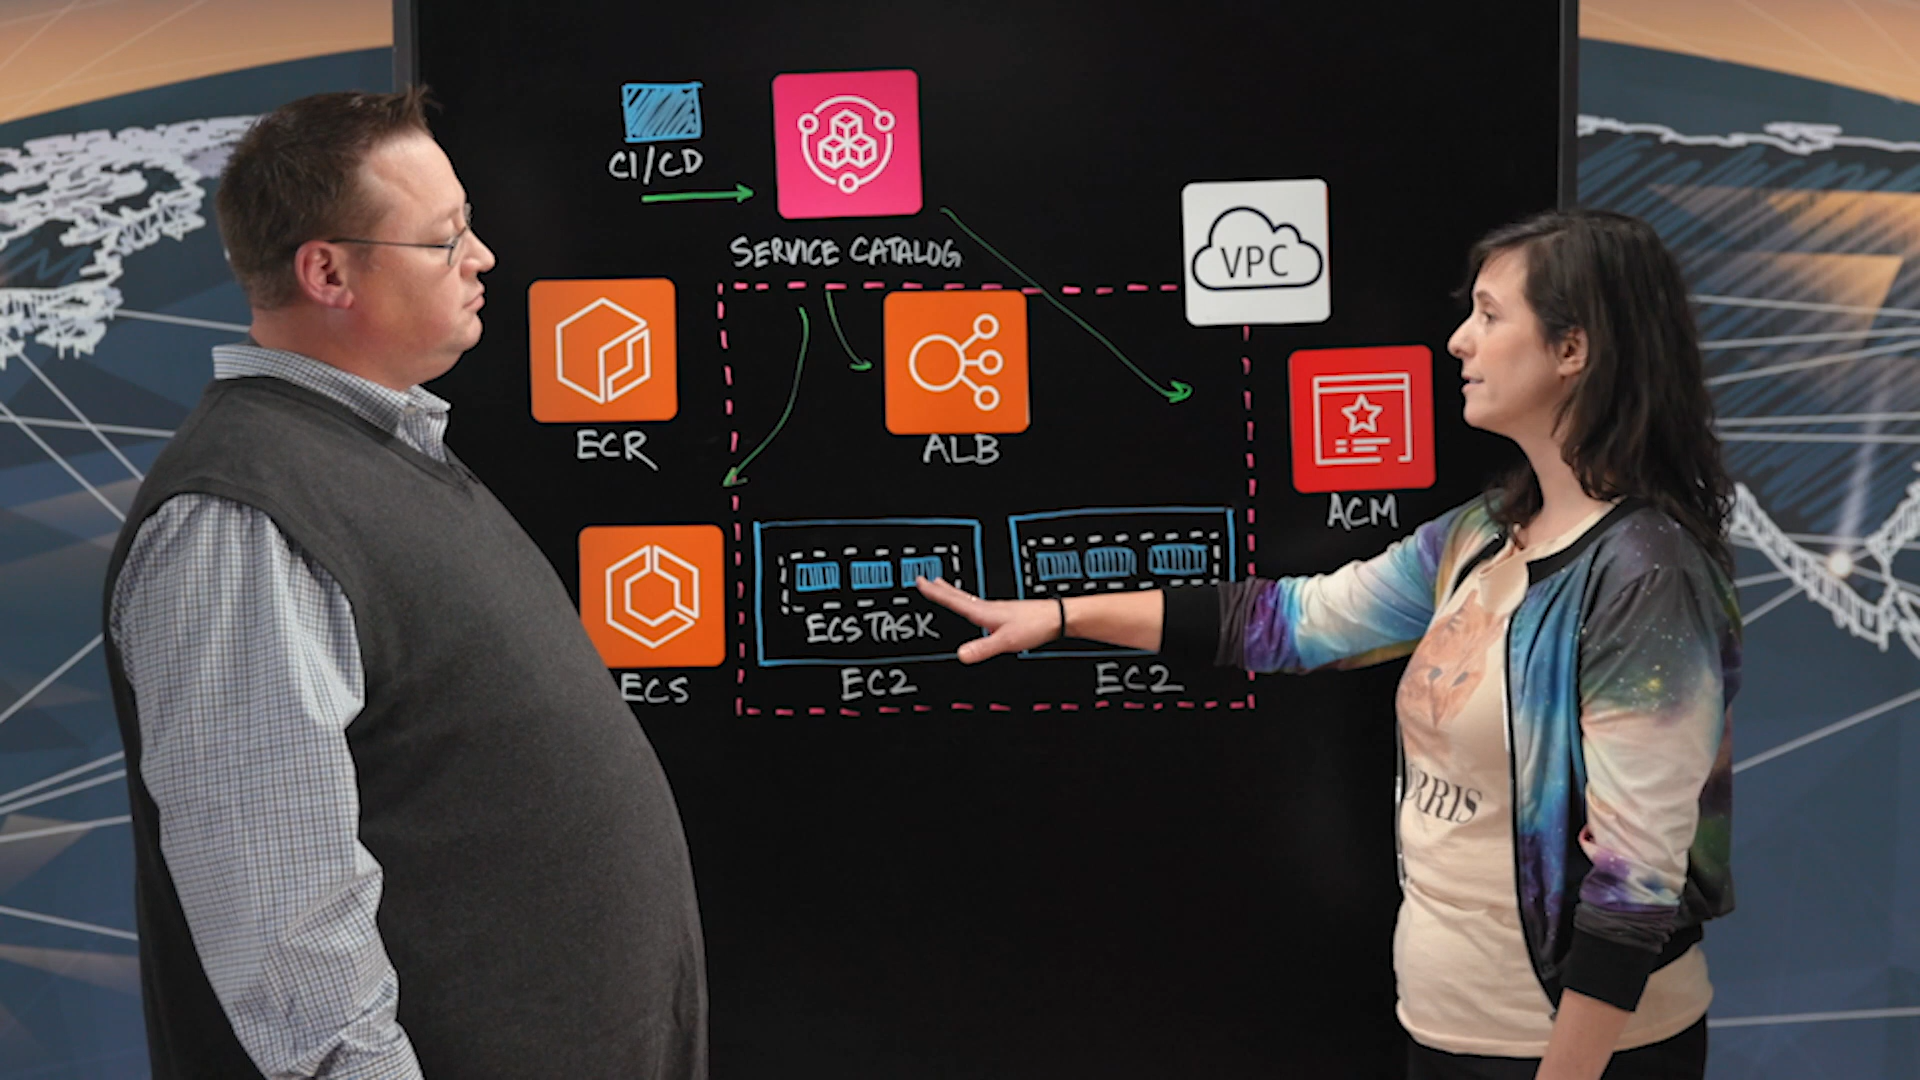 CI/CD
SERVICE CATALOG
VPC
ECR
ALB
ACM
ECS TASK
ECS
EC2
EC2
RRIS